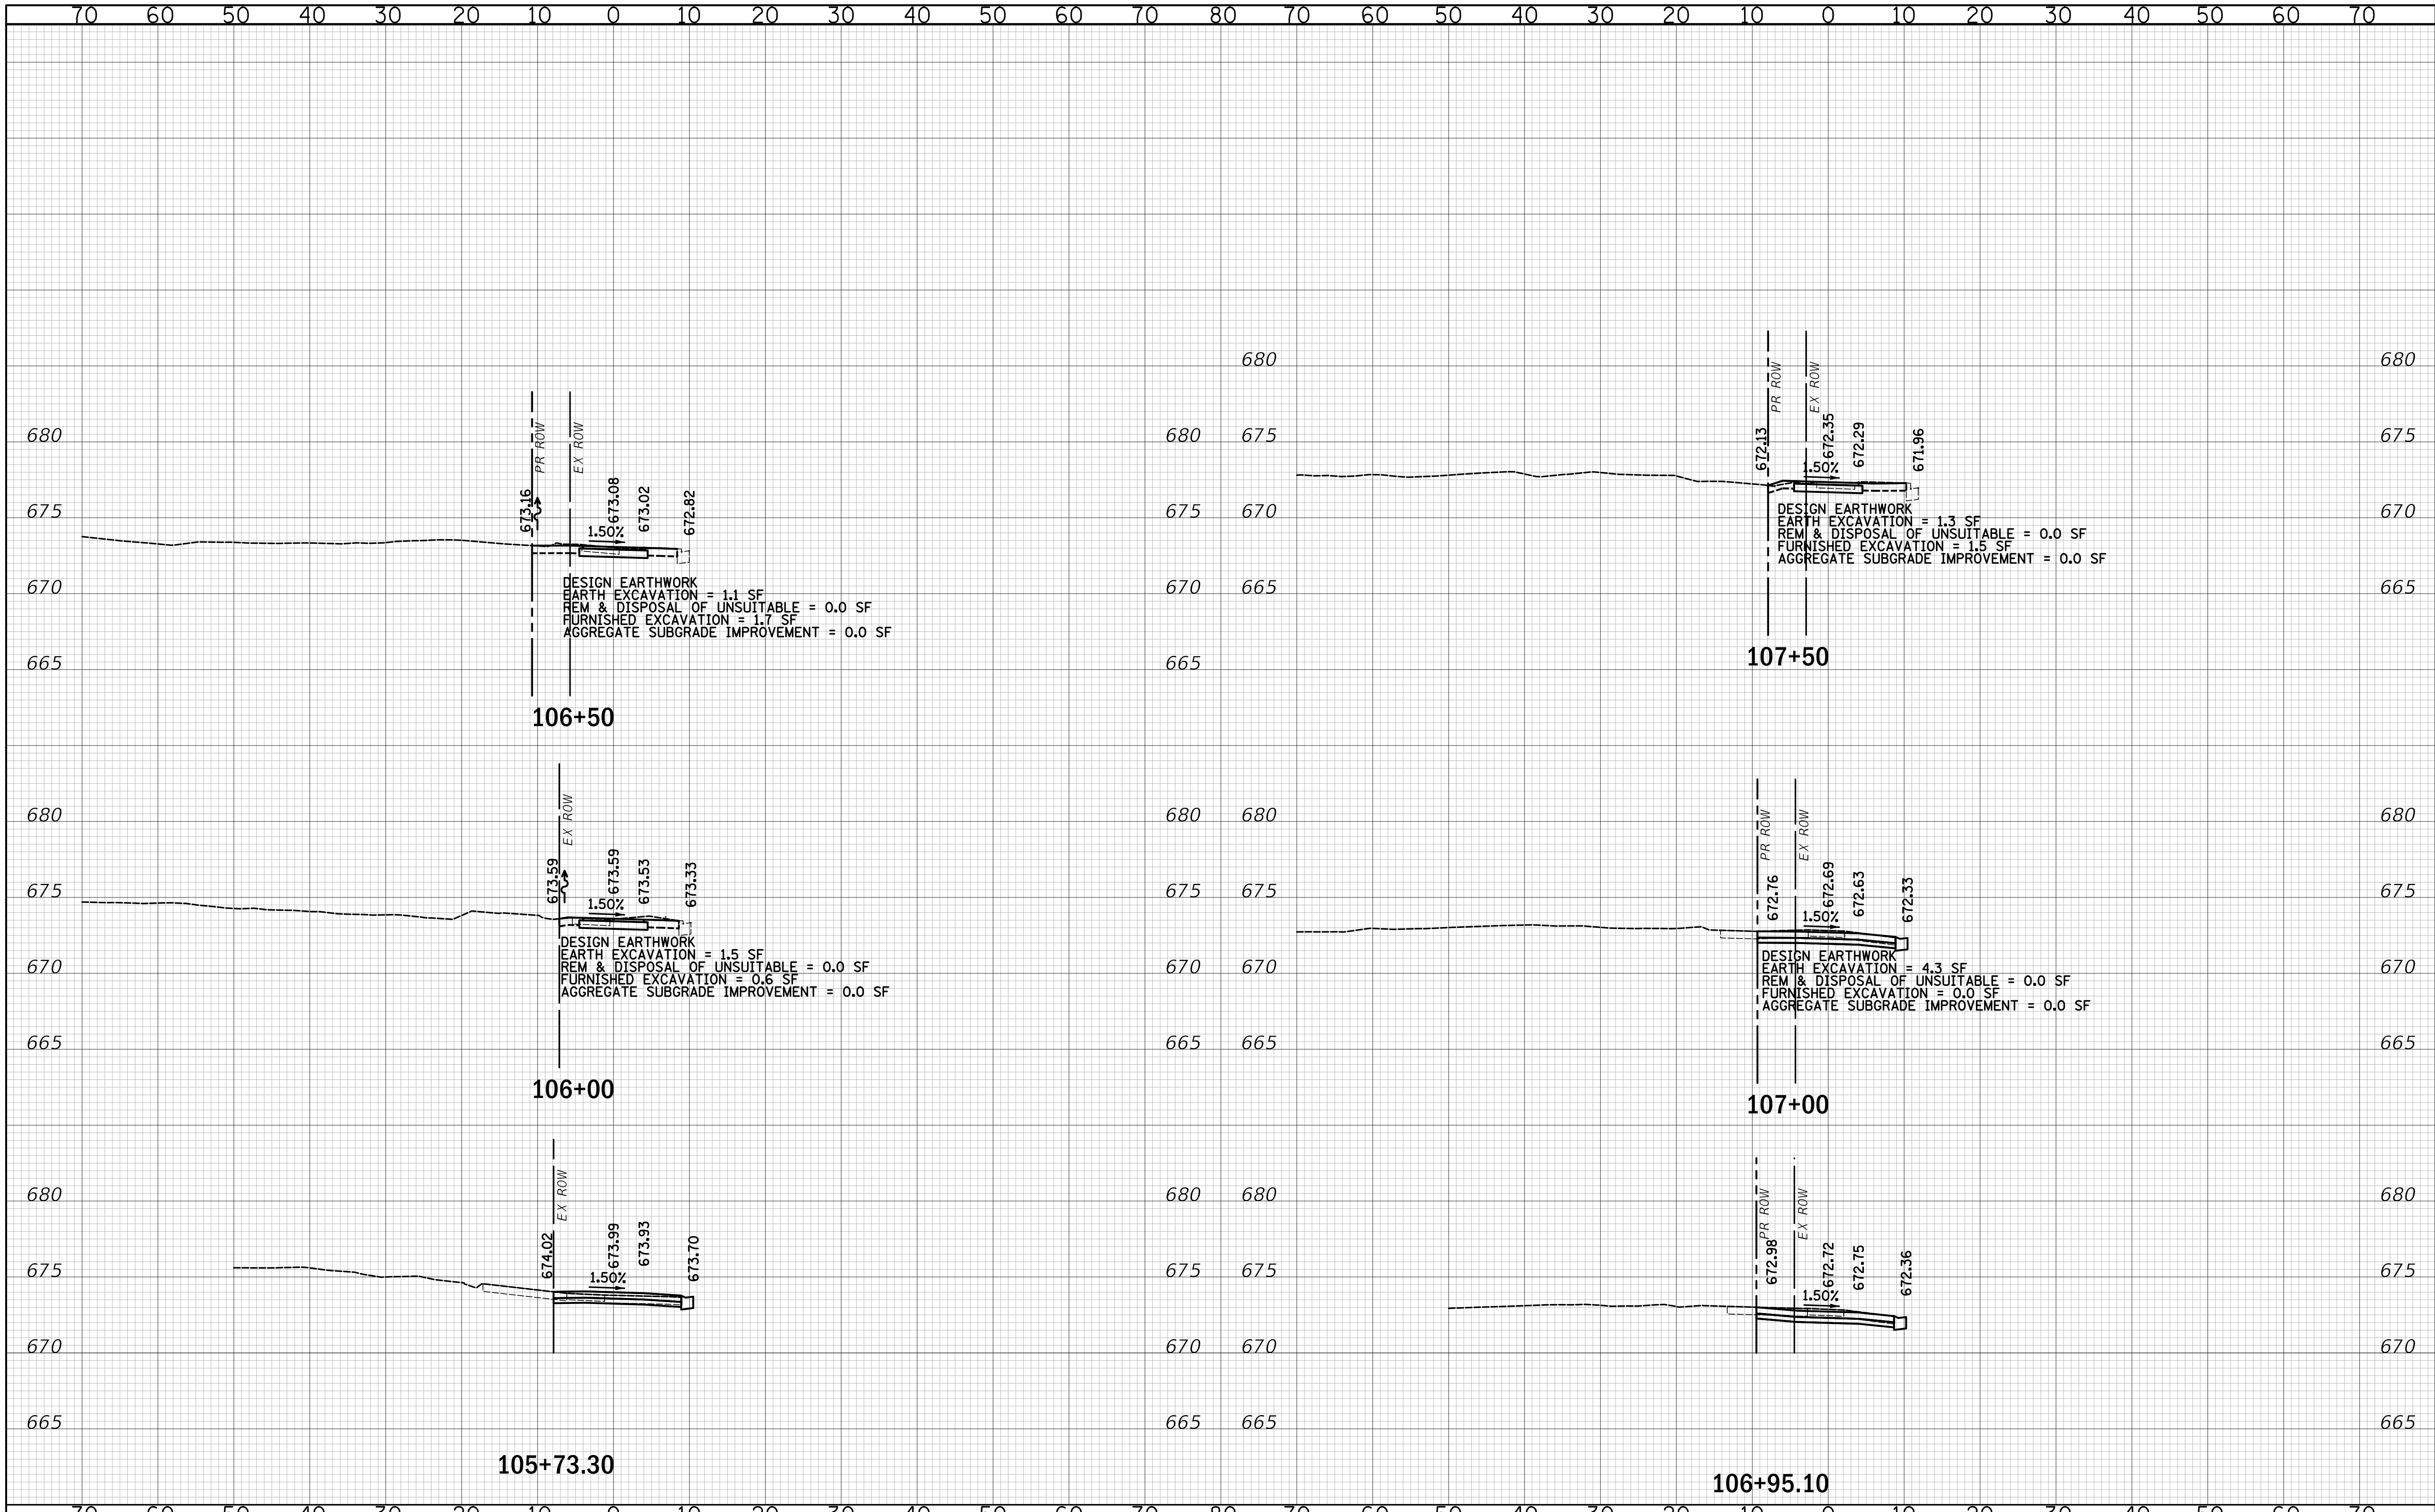 70 60 50 40 30 20 10 0 10 20 30 40 50 60 70 80 70 60 50 40 30 20 10 0 10 20 30 40 50 60 70
680 680
PR ROW
EX ROW
672.13
672.35
672.29
671.96
1.50%
675 675
670 670
DESIGN EARTHWORK
EARTH EXCAVATION = 1.3 SF
REM & DISPOSAL OF UNSUITABLE = 0.0 SF
FURNISHED EXCAVATION = 1.5 SF
AGGREGATE SUBGRADE IMPROVEMENT = 0.0 SF
665 665
107+50
680 680
PR ROW
EX ROW
673.16
673.08
673.02
672.82
1.50%
675 675
670 670
DESIGN EARTHWORK
EARTH EXCAVATION = 1.1 SF
REM & DISPOSAL OF UNSUITABLE = 0.0 SF
FURNISHED EXCAVATION = 1.7 SF
AGGREGATE SUBGRADE IMPROVEMENT = 0.0 SF
665 665
106+50
680 680
EX ROW
673.59
673.59
673.53
673.33
1.50%
675 675
670 670
DESIGN EARTHWORK
EARTH EXCAVATION = 1.5 SF
REM & DISPOSAL OF UNSUITABLE = 0.0 SF
FURNISHED EXCAVATION = 0.6 SF
AGGREGATE SUBGRADE IMPROVEMENT = 0.0 SF
665 665
106+00
680 680
PR ROW
EX ROW
672.76
672.69
672.63
672.33
1.50%
675 675
670 670
DESIGN EARTHWORK
EARTH EXCAVATION = 4.3 SF
REM & DISPOSAL OF UNSUITABLE = 0.0 SF
FURNISHED EXCAVATION = 0.0 SF
AGGREGATE SUBGRADE IMPROVEMENT = 0.0 SF
665 665
107+00
680 680
EX ROW
674.02
673.99
673.93
673.70
1.50%
675 675
670 670
665 665
105+73.30
680 680
PR ROW
EX ROW
672.98
672.72
672.75
672.36
1.50%
675 675
670 670
665 665
106+95.10
70 60 50 40 30 20 10 0 10 20 30 40 50 60 70 80 70 60 50 40 30 20 10 0 10 20 30 40 50 60 70